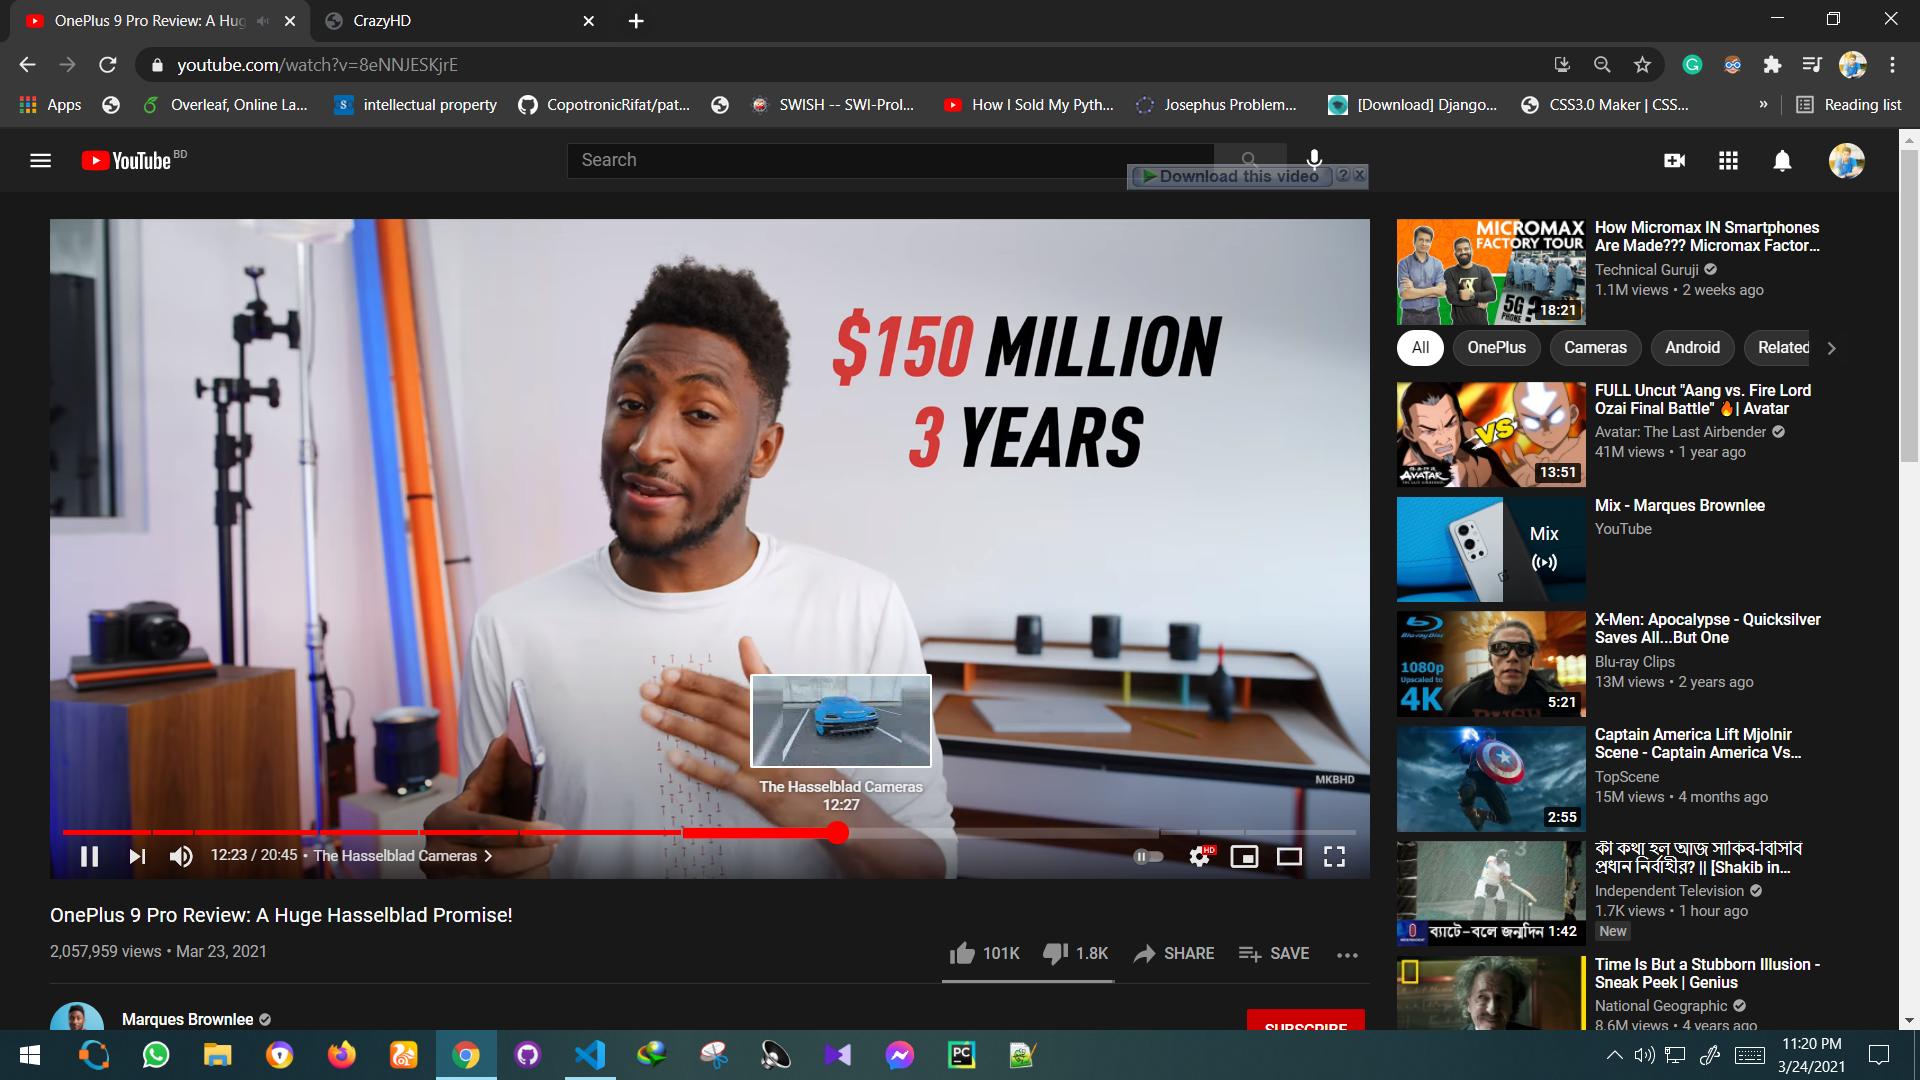 OnePlus 9 Pro Review: A Hug
CrazyHD
youtube.com/watch?v=8eNNJESKjrE
Apps
Overleaf, Online La...
intellectual property
CopotronicRifat/pat...
SWISH -- SWI-Prol...
How I Sold My Pyth...
Josephus Problem...
[Download] Django...
CSS3.0 Maker | CSS...
»
Reading list
YouTube BD
Search
Download this video
$150 MILLION
3 YEARS
MKBHD
The Hasselblad Cameras
12:27
12:23 / 20:45 • The Hasselblad Cameras
HD
OnePlus 9 Pro Review: A Huge Hasselblad Promise!
2,057,959 views • Mar 23, 2021
101K
1.8K
SHARE
SAVE
Marques Brownlee
SUBSCRIBE
MICROMAX
FACTORY TOUR
5G ?
PHONE
18:21
How Micromax IN Smartphones
Are Made??? Micromax Factor...
Technical Guruji
1.1M views • 2 weeks ago
All
OnePlus
Cameras
Android
Related
VS
AVATAR
13:51
FULL Uncut "Aang vs. Fire Lord
Ozai Final Battle" 🔥| Avatar
Avatar: The Last Airbender
41M views • 1 year ago
Mix
Mix - Marques Brownlee
YouTube
Blu-ray Disc
1080p
Upscaled to
4K
5:21
X-Men: Apocalypse - Quicksilver
Saves All...But One
Blu-ray Clips
13M views • 2 years ago
2:55
Captain America Lift Mjolnir
Scene - Captain America Vs...
TopScene
15M views • 4 months ago
ব্যাটে-বলে জন্মদিন
1:42
কী কথা হল আজ সাকিব-বিসিবি
প্রধান নির্বাহীর? || [Shakib in...
Independent Television
1.7K views • 1 hour ago
New
Time Is But a Stubborn Illusion -
Sneak Peek | Genius
National Geographic
8.6M views • 4 years ago
PC
11:20 PM
3/24/2021